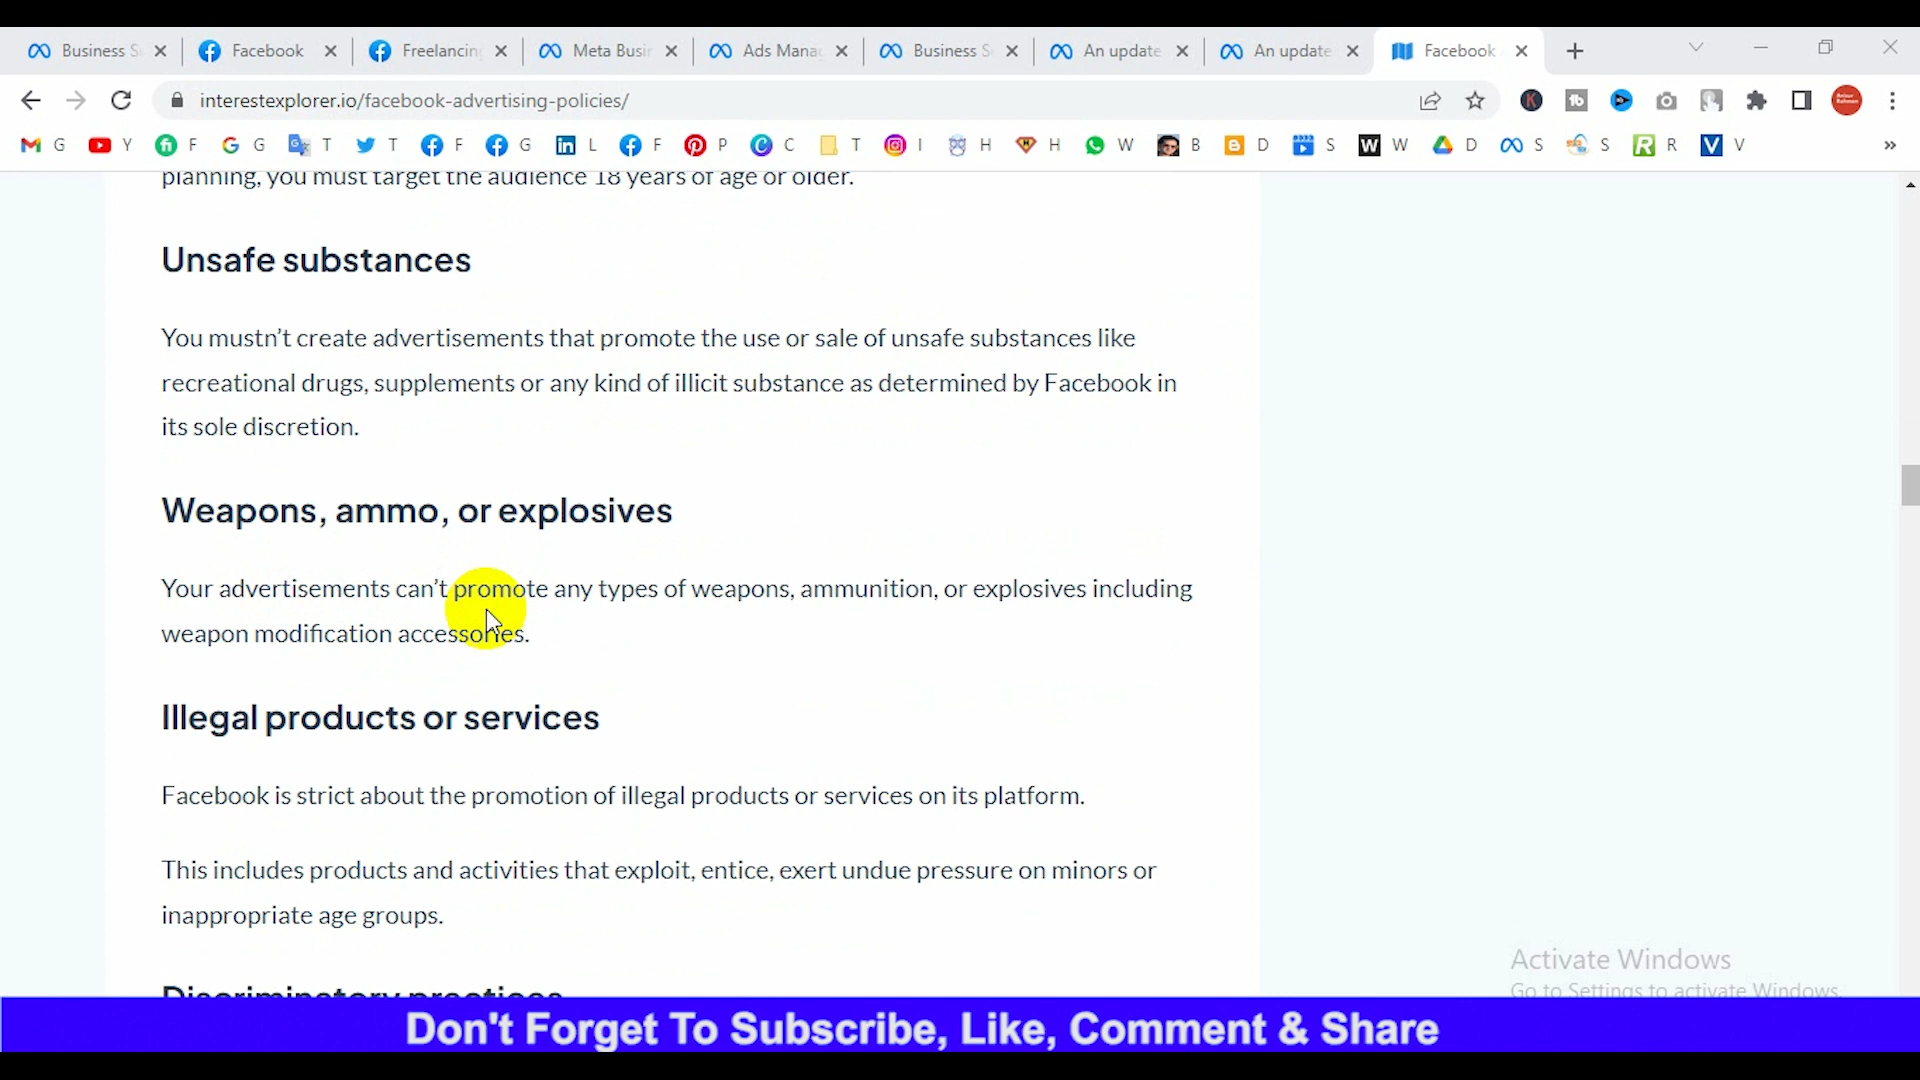 Business S
Facebook
Freelancing
Meta Busin
Ads Mana
Business S
An update
An update
Facebook
interestexplorer.io/facebook-advertising-policies/
G Y F G T T F G L F P C T I H H W B D S W D S S R V »
planning, you must target the audience 18 years of age or older.
Unsafe substances
You mustn’t create advertisements that promote the use or sale of unsafe substances like
recreational drugs, supplements or any kind of illicit substance as determined by Facebook in
its sole discretion.
Weapons, ammo, or explosives
Your advertisements can’t promote any types of weapons, ammunition, or explosives including
weapon modification accessories.
Illegal products or services
Facebook is strict about the promotion of illegal products or services on its platform.
This includes products and activities that exploit, entice, exert undue pressure on minors or
inappropriate age groups.
Discriminatory practices
Activate Windows
Go to Settings to activate Windows.
Don't Forget To Subscribe, Like, Comment & Share